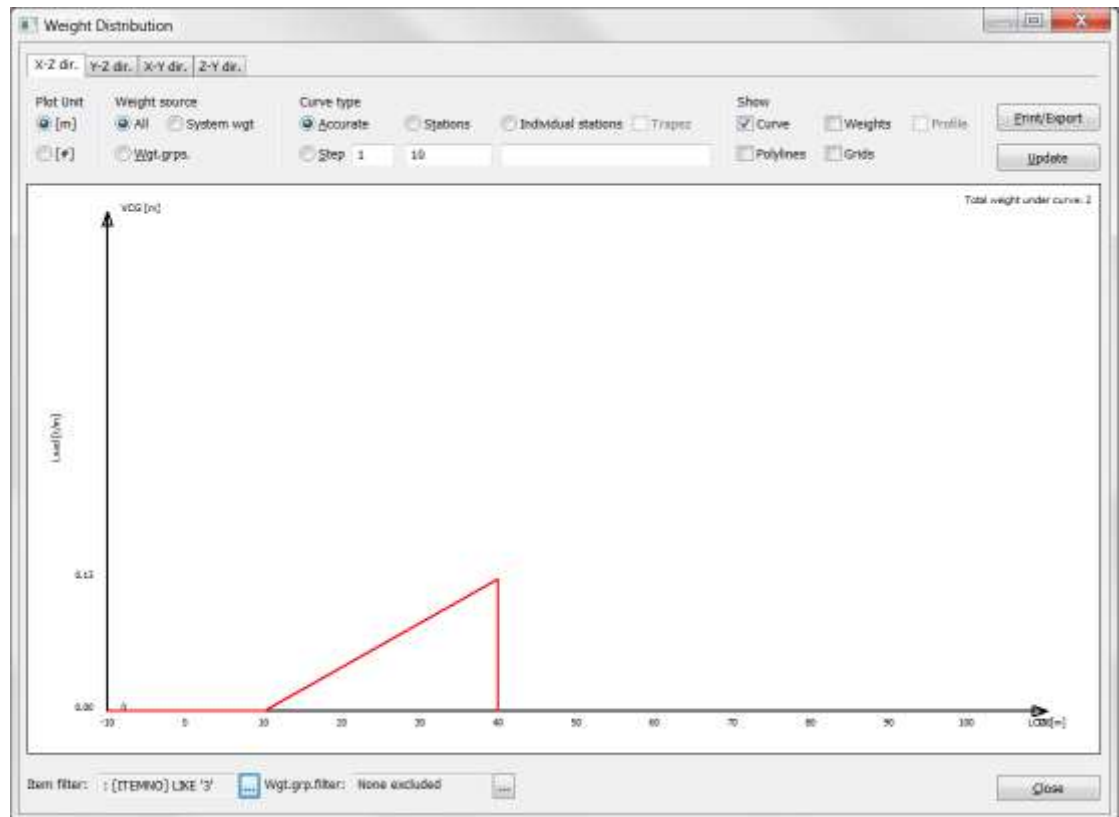 Weight Distribution
X-Z dir. Y-Z dir. X-Y dir. Z-Y dir.
Plot Unit Weight source Curve type Show
[m] All System wgt Accurate Stations Individual stations Trapez Curve Weights Profile Print/Export
[#] Wgt.grps. Step 1 10 Polylines Grids Update
VCG [m] Total weight under curve: 2
Load [t/m]
0.13
0.00 0
-10 0 10 20 30 40 50 60 70 80 90 100
Item filter: : [ITEMNO] LIKE '3' ... Wgt.grp.filter: None excluded ... Close